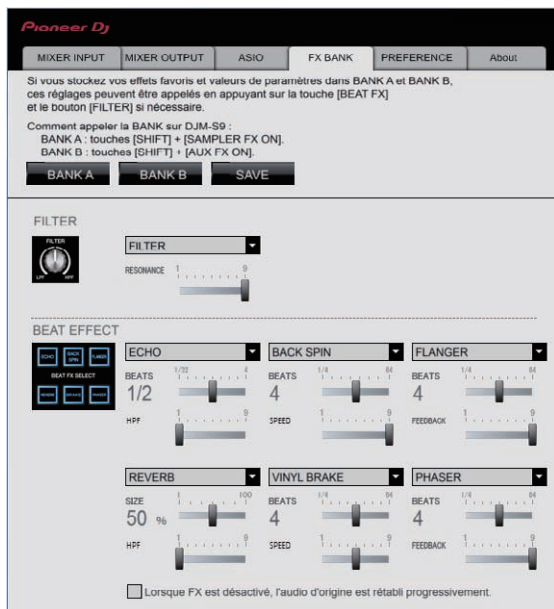 Pioneer Dj
MIXER INPUT MIXER OUTPUT ASIO FX BANK PREFERENCE About
Si vous stockez vos effets favoris et valeurs de paramètres dans BANK A et BANK B,
ces réglages peuvent être appelés en appuyant sur la touche [BEAT FX]
et le bouton [FILTER] si nécessaire.
Comment appeler la BANK sur DJM-S9 :
BANK A : touches [SHIFT] + [SAMPLER FX ON].
BANK B : touches [SHIFT] + [AUX FX ON].
BANK A BANK B SAVE
FILTER
FILTER
LPF HPF
FILTER
RESONANCE 1 9
BEAT EFFECT
ECHO BACK SPIN FLANGER
BEAT FX SELECT
REVERB BRAKE PHASER
ECHO BACK SPIN FLANGER
BEATS 1/32 4 BEATS 1/4 64 BEATS 1/4 64
1/2 4 4
HPF 1 9 SPEED 1 9 FEEDBACK 1 9
REVERB VINYL BRAKE PHASER
SIZE 1 100 BEATS 1/4 64 BEATS 1/4 64
50 % 4 4
HPF 1 9 SPEED 1 9 FEEDBACK 1 9
Lorsque FX est désactivé, l'audio d'origine est rétabli progressivement.